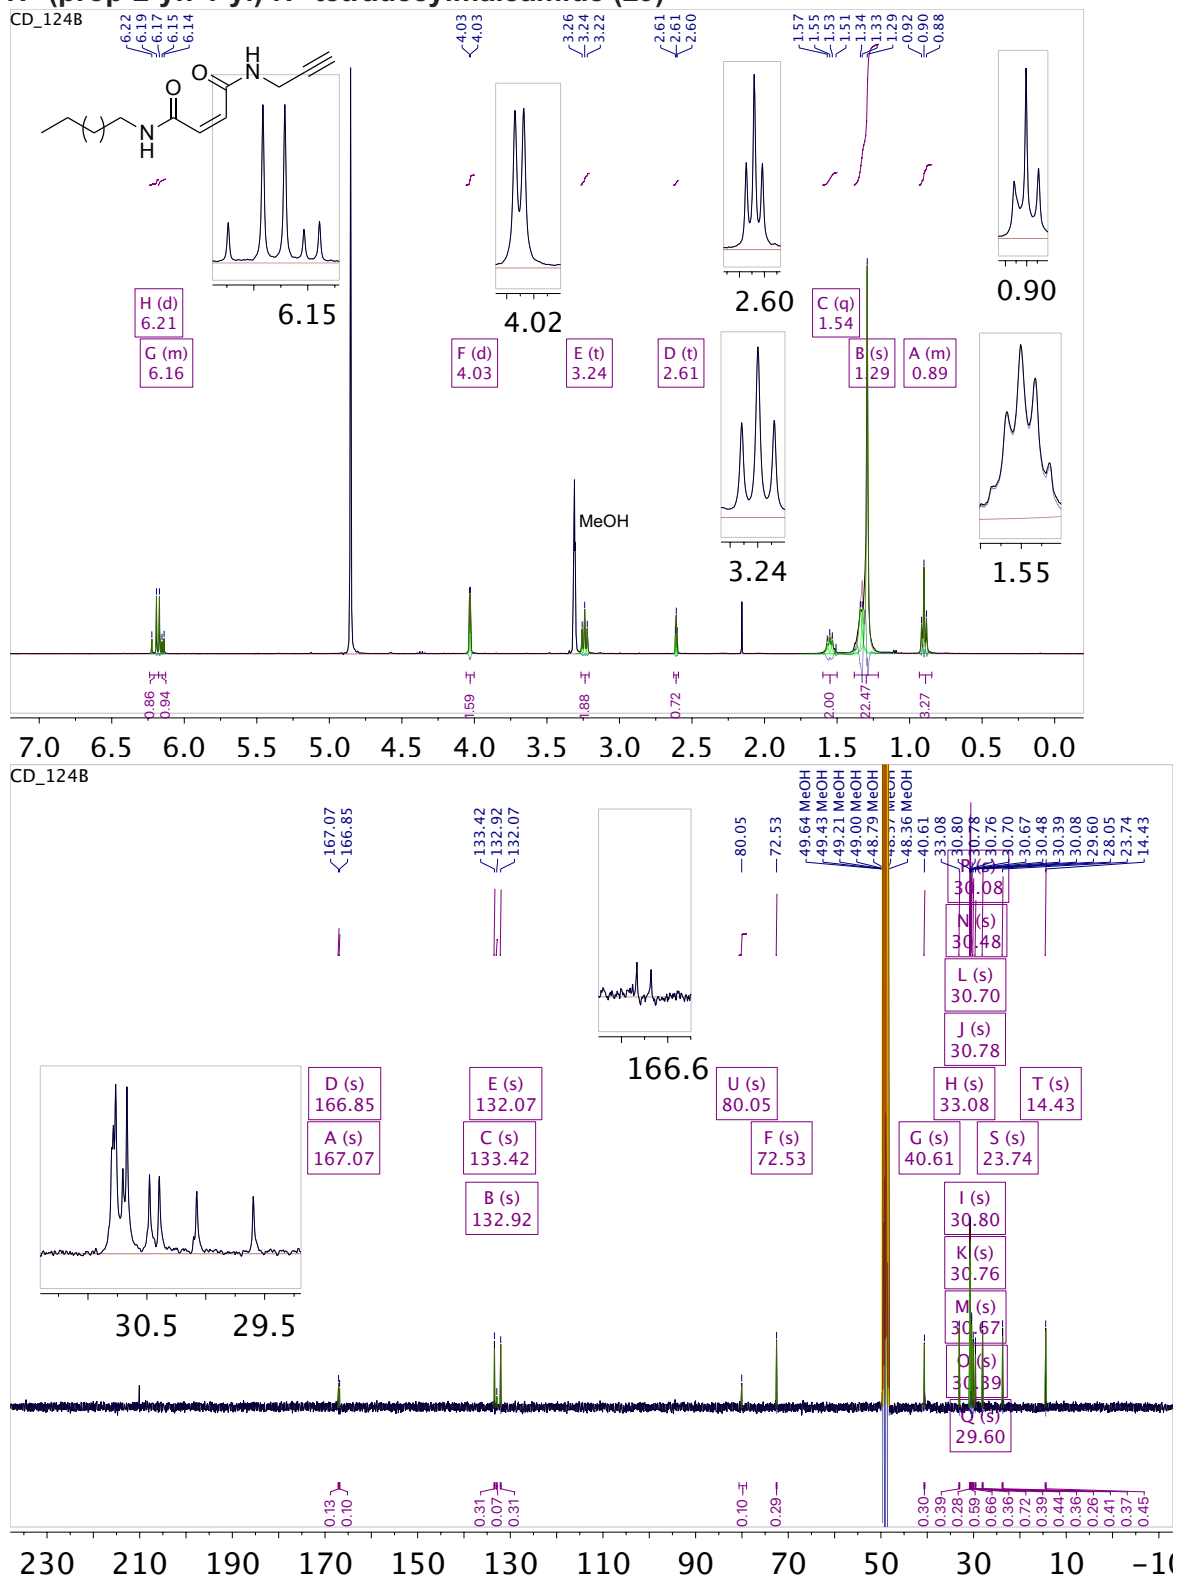 CD_124B
6.22
6.19
6.17
6.15
6.14
4.03
4.03
3.26
3.24
3.22
2.61
2.61
2.60
1.57
1.55
1.53
1.51
1.34
1.33
1.29
0.92
0.90
0.88
H
N
O
O
N
H
6.15
4.02
2.60
0.90
H (d)
6.21
G (m)
6.16
F (d)
4.03
E (t)
3.24
D (t)
2.61
C (q)
1.54
B (s)
1.29
A (m)
0.89
MeOH
3.24
1.55
0.86
0.94
1.59
1.88
0.72
2.00
22.47
3.27
7.0 6.5 6.0 5.5 5.0 4.5 4.0 3.5 3.0 2.5 2.0 1.5 1.0 0.5 0.0
CD_124B
167.07
166.85
133.42
132.92
132.07
80.05
72.53
49.64 MeOH
49.43 MeOH
49.21 MeOH
49.00 MeOH
48.79 MeOH
48.57 MeOH
48.36 MeOH
40.61
33.08
30.80
30.78
30.76
30.70
30.67
30.48
30.39
30.08
29.60
28.05
23.74
14.43
(s)
30.08
N (s)
30.48
L (s)
30.70
J (s)
30.78
166.6
D (s)
166.85
E (s)
132.07
U (s)
80.05
H (s)
33.08
T (s)
14.43
A (s)
167.07
C (s)
133.42
F (s)
72.53
G (s)
40.61
S (s)
23.74
B (s)
132.92
I (s)
30.80
K (s)
30.76
M (s)
30.67
O (s)
30.39
Q (s)
29.60
30.5 29.5
0.13
0.10
0.31
0.07
0.31
0.10
0.29
0.30
0.39
0.28
0.59
0.66
0.36
0.72
0.39
0.44
0.36
0.26
0.41
0.37
0.45
230 210 190 170 150 130 110 90 70 50 30 10